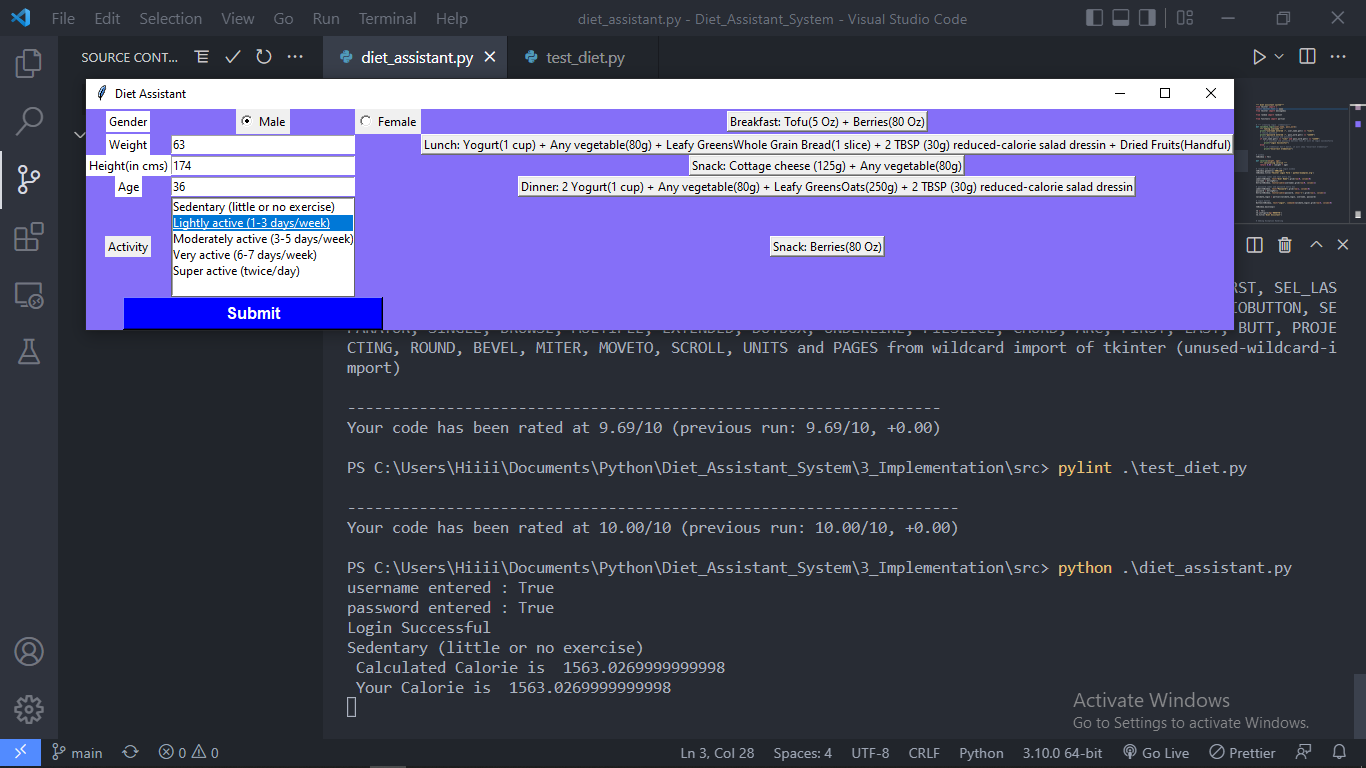 File Edit Selection View Go Run Terminal Help
diet_assistant.py - Diet_Assistant_System - Visual Studio Code
SOURCE CONT...
diet_assistant.py
test_diet.py
Diet Assistant
Gender Male Female
Breakfast: Tofu(5 Oz) + Berries(80 Oz)
Weight 63
Lunch: Yogurt(1 cup) + Any vegetable(80g) + Leafy GreensWhole Grain Bread(1 slice) + 2 TBSP (30g) reduced-calorie salad dressin + Dried Fruits(Handful)
Height(in cms) 174
Snack: Cottage cheese (125g) + Any vegetable(80g)
Age 36
Dinner: 2 Yogurt(1 cup) + Any vegetable(80g) + Leafy GreensOats(250g) + 2 TBSP (30g) reduced-calorie salad dressin
Sedentary (little or no exercise)
Lightly active (1-3 days/week)
Moderately active (3-5 days/week)
Activity
Snack: Berries(80 Oz)
Very active (6-7 days/week)
Super active (twice/day)
Submit
RST, SEL_LAS
IOBUTTON, SE
BUTT, PROJE
CTING, ROUND, BEVEL, MITER, MOVETO, SCROLL, UNITS and PAGES from wildcard import of tkinter (unused-wildcard-i
mport)
------------------------------------------------------------------
Your code has been rated at 9.69/10 (previous run: 9.69/10, +0.00)
PS C:\Users\Hiiii\Documents\Python\Diet_Assistant_System\3_Implementation\src> pylint .\test_diet.py
--------------------------------------------------------------------
Your code has been rated at 10.00/10 (previous run: 10.00/10, +0.00)
PS C:\Users\Hiiii\Documents\Python\Diet_Assistant_System\3_Implementation\src> python .\diet_assistant.py
username entered : True
password entered : True
Login Successful
Sedentary (little or no exercise)
Calculated Calorie is 1563.0269999999998
Your Calorie is 1563.0269999999998
Activate Windows
Go to Settings to activate Windows.
main 0 0 Ln 3, Col 28 Spaces: 4 UTF-8 CRLF Python 3.10.0 64-bit Go Live Prettier